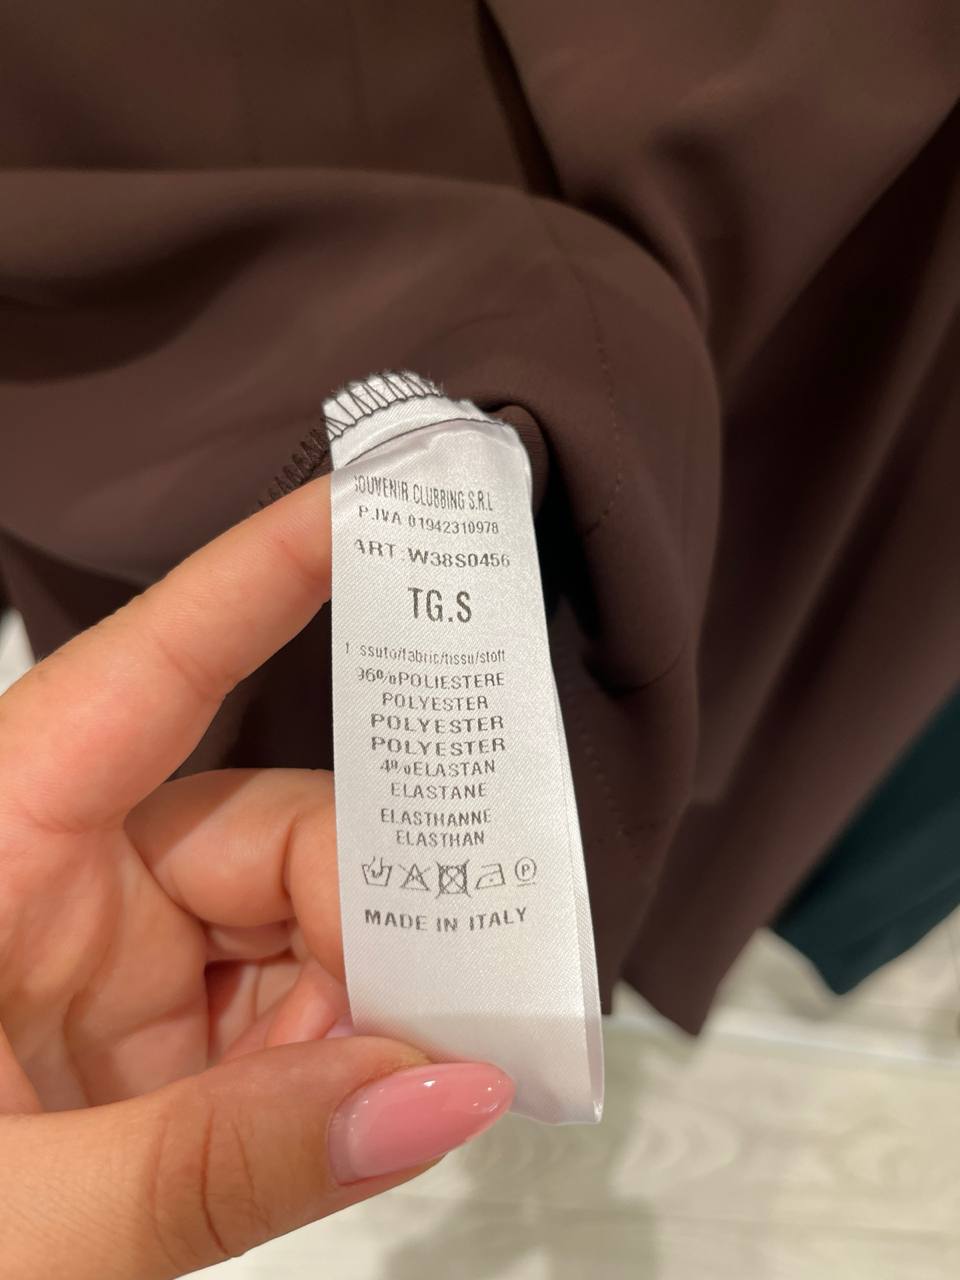 SOUVENIR CLUBBING S.R.L
P.IVA 01942310978
ART.:W38S0456
TG.S
Tessuto/fabric/tissu/stoff
96%POLIESTERE
POLYESTER
POLYESTER
POLYESTER
4%ELASTAN
ELASTANE
ELASTHANNE
ELASTHAN
P
MADE IN ITALY